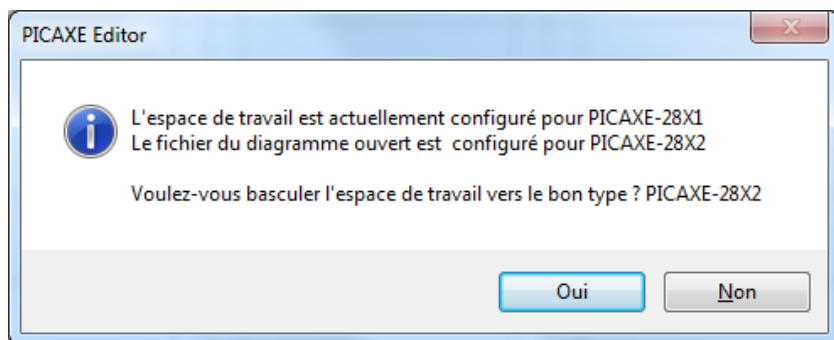 PICAXE Editor
L'espace de travail est actuellement configuré pour PICAXE-28X1
Le fichier du diagramme ouvert est  configuré pour PICAXE-28X2
Voulez-vous basculer l'espace de travail vers le bon type ? PICAXE-28X2
Oui
Non